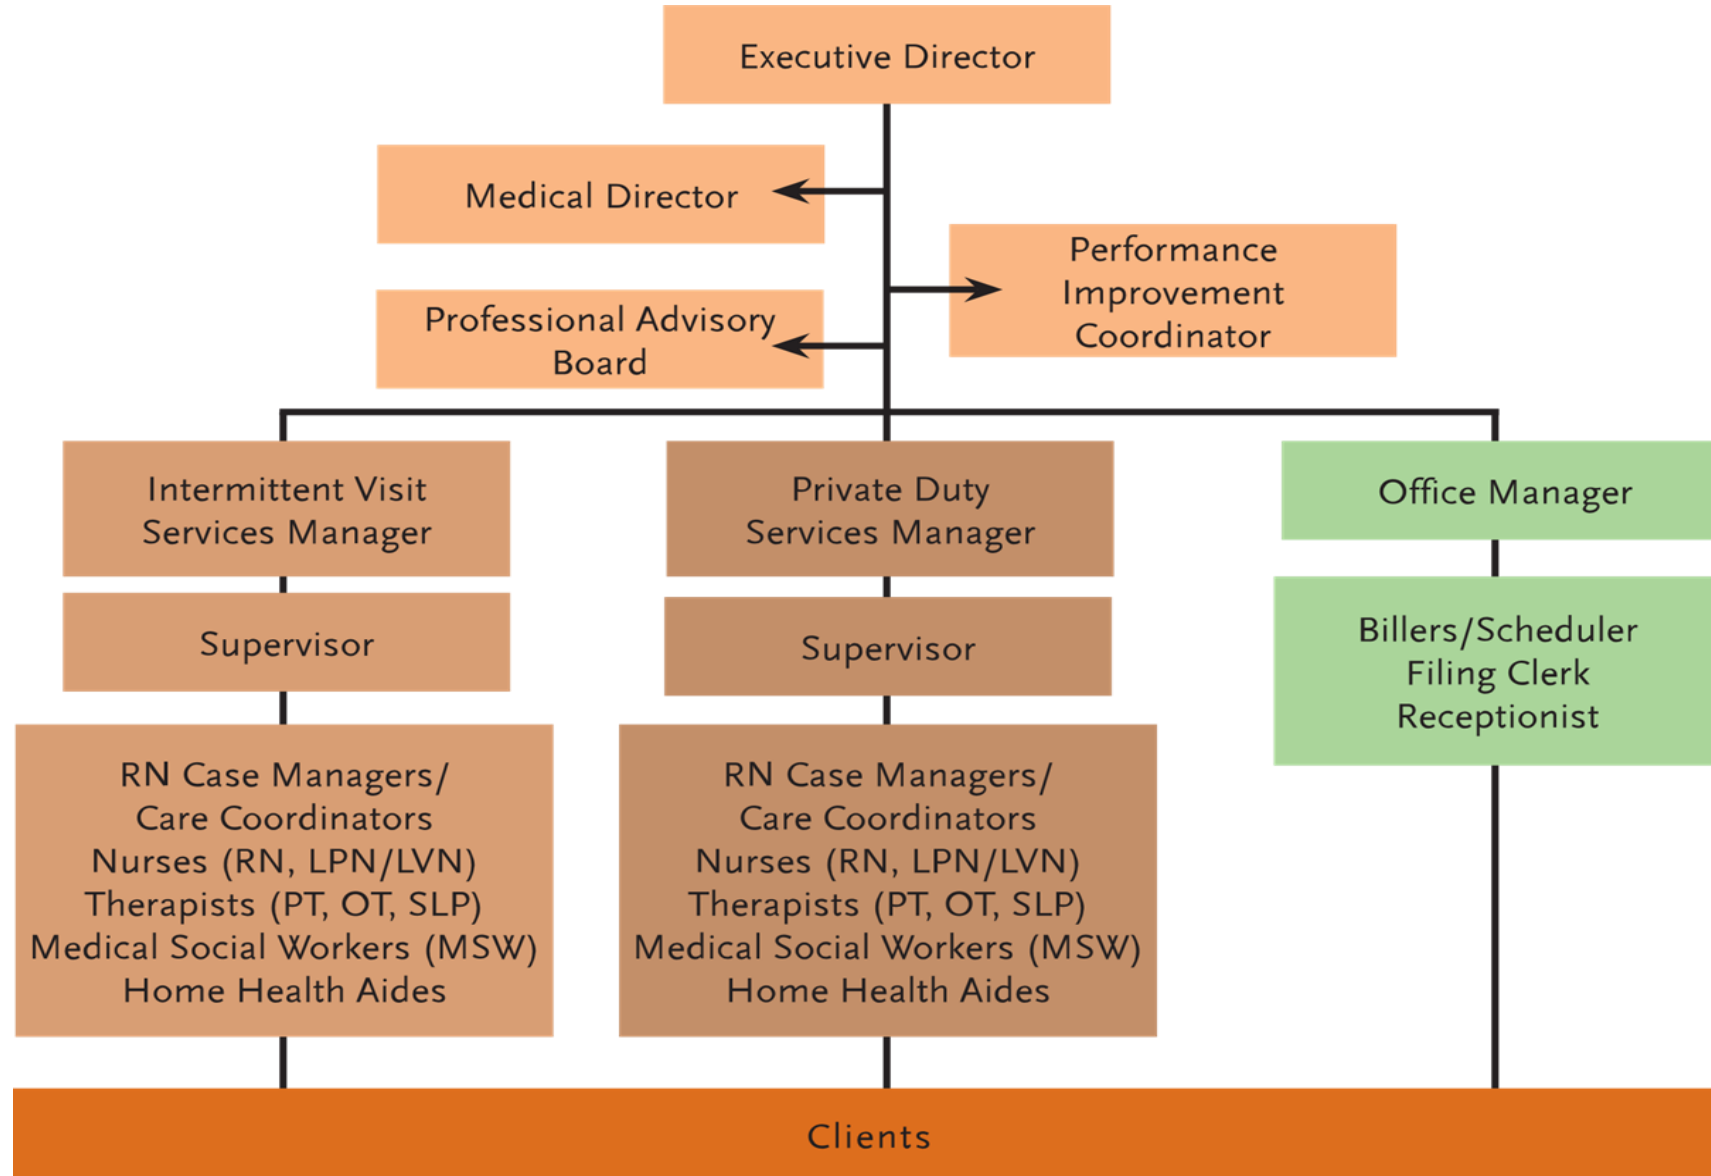 Executive Director
Medical Director
Performance
Improvement
Coordinator
Professional Advisory
Board
Intermittent Visit
Services Manager
Private Duty
Services Manager
Office Manager
Supervisor
Supervisor
Billers/Scheduler
Filing Clerk
Receptionist
RN Case Managers/
Care Coordinators
Nurses (RN, LPN/LVN)
Therapists (PT, OT, SLP)
Medical Social Workers (MSW)
Home Health Aides
RN Case Managers/
Care Coordinators
Nurses (RN, LPN/LVN)
Therapists (PT, OT, SLP)
Medical Social Workers (MSW)
Home Health Aides
Clients